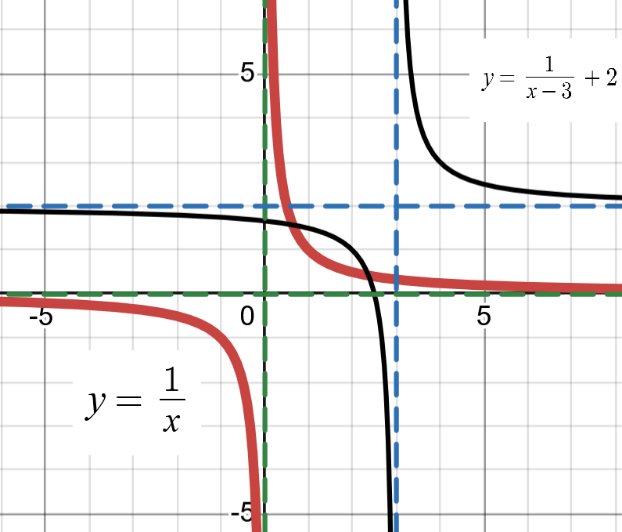 5
y = 1/(x − 3) + 2
-5
0
5
y = 1/x
-5